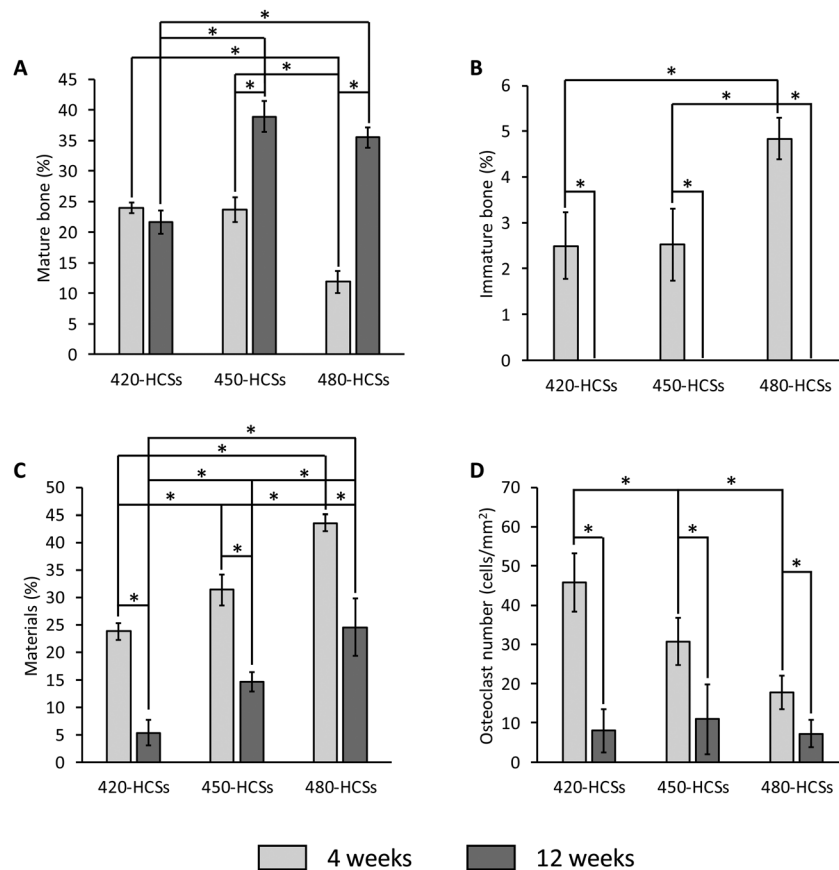 A
Mature bone (%)
45
40
35
30
25
20
15
10
5
0
420-HCSs 450-HCSs 480-HCSs
* * * * * *
B
Immature bone (%)
6
5
4
3
2
1
0
420-HCSs 450-HCSs 480-HCSs
* * * * *
C
Materials (%)
50
45
40
35
30
25
20
15
10
5
0
420-HCSs 450-HCSs 480-HCSs
* * * * * * * * *
D
Osteoclast number (cells/mm²)
70
60
50
40
30
20
10
0
420-HCSs 450-HCSs 480-HCSs
* * * * *
4 weeks 12 weeks